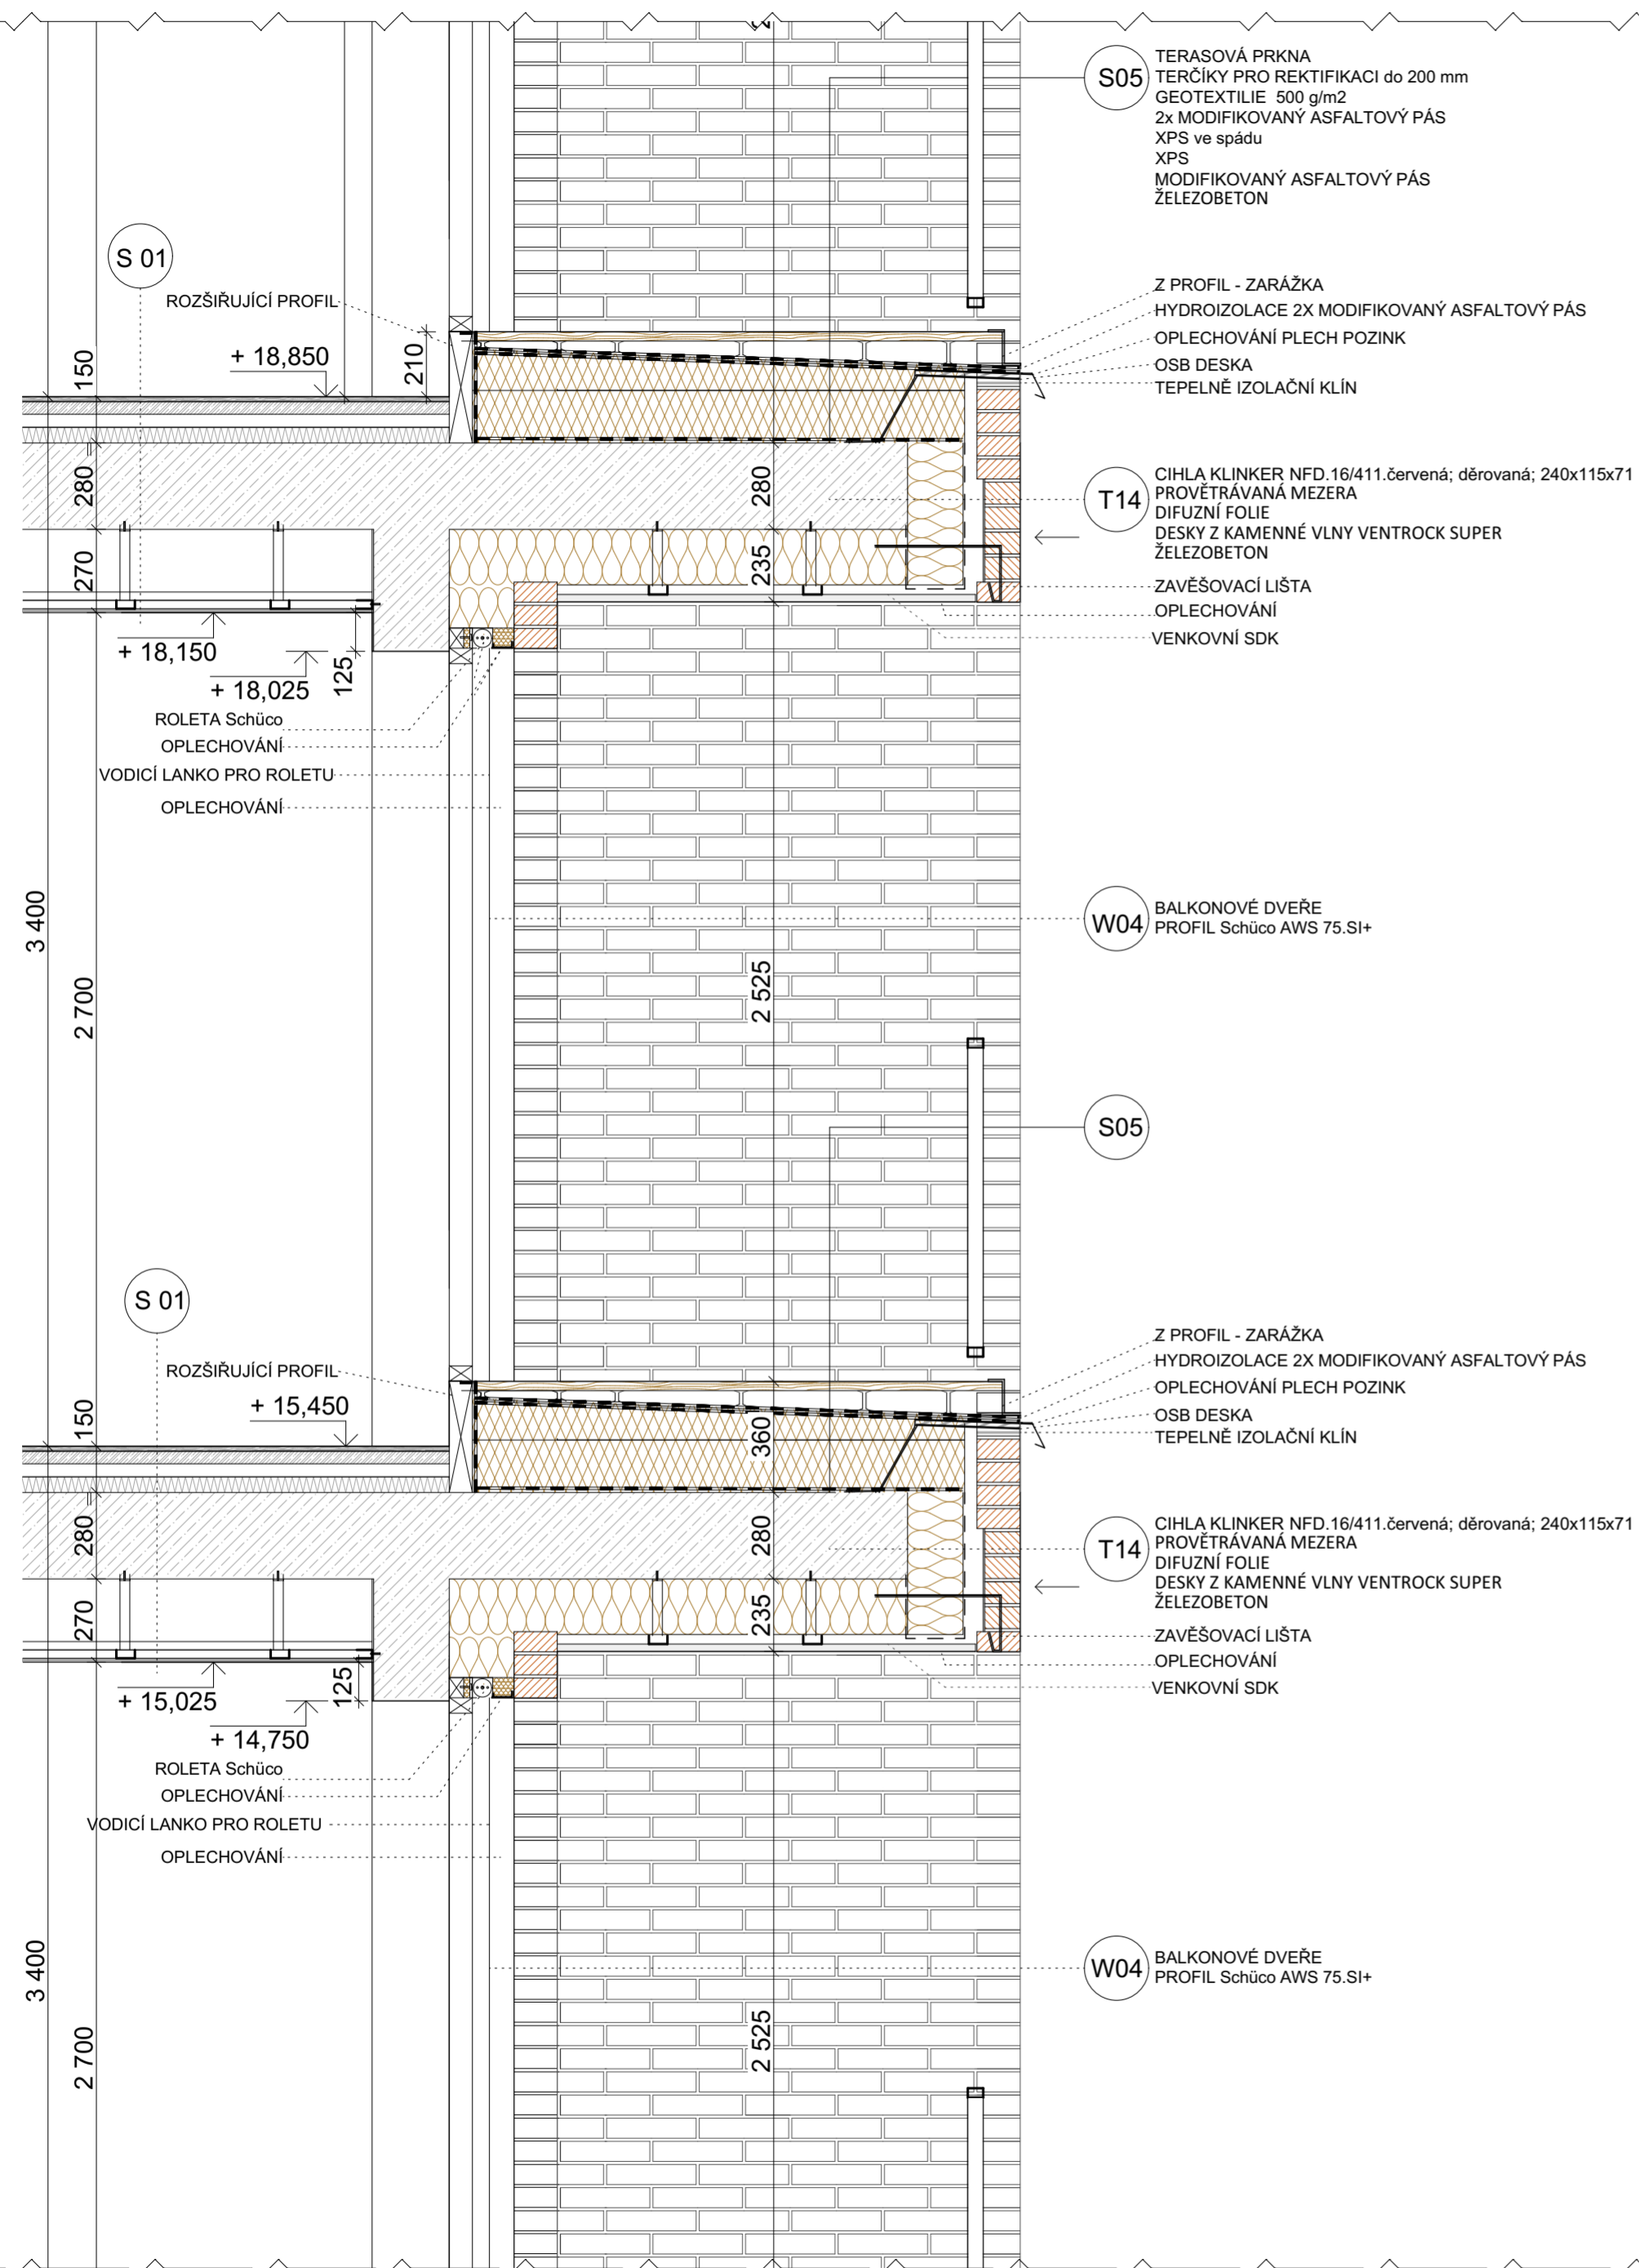 S05
TERASOVÁ PRKNA
TERČÍKY PRO REKTIFIKACI do 200 mm
GEOTEXTILIE 500 g/m2
2x MODIFIKOVANÝ ASFALTOVÝ PÁS
XPS ve spádu
XPS
MODIFIKOVANÝ ASFALTOVÝ PÁS
ŽELEZOBETON
S 01
ROZŠIŘUJÍCÍ PROFIL
+ 18,850
150
210
Z PROFIL - ZARÁŽKA
HYDROIZOLACE 2X MODIFIKOVANÝ ASFALTOVÝ PÁS
OPLECHOVÁNÍ PLECH POZINK
OSB DESKA
TEPELNĚ IZOLAČNÍ KLÍN
280
280
T14
CIHLA KLINKER NFD.16/411.červená; děrovaná; 240x115x71
PROVĚTRÁVANÁ MEZERA
DIFUZNÍ FOLIE
DESKY Z KAMENNÉ VLNY VENTROCK SUPER
ŽELEZOBETON
270
235
ZAVĚŠOVACÍ LIŠTA
OPLECHOVÁNÍ
VENKOVNÍ SDK
+ 18,150
+ 18,025
125
ROLETA Schüco
OPLECHOVÁNÍ
VODICÍ LANKO PRO ROLETU
OPLECHOVÁNÍ
3 400
2 700
2 525
W04
BALKONOVÉ DVEŘE
PROFIL Schüco AWS 75.SI+
S05
S 01
ROZŠIŘUJÍCÍ PROFIL
+ 15,450
150
360
Z PROFIL - ZARÁŽKA
HYDROIZOLACE 2X MODIFIKOVANÝ ASFALTOVÝ PÁS
OPLECHOVÁNÍ PLECH POZINK
OSB DESKA
TEPELNĚ IZOLAČNÍ KLÍN
280
280
T14
CIHLA KLINKER NFD.16/411.červená; děrovaná; 240x115x71
PROVĚTRÁVANÁ MEZERA
DIFUZNÍ FOLIE
DESKY Z KAMENNÉ VLNY VENTROCK SUPER
ŽELEZOBETON
270
235
ZAVĚŠOVACÍ LIŠTA
OPLECHOVÁNÍ
VENKOVNÍ SDK
+ 15,025
+ 14,750
125
ROLETA Schüco
OPLECHOVÁNÍ
VODICÍ LANKO PRO ROLETU
OPLECHOVÁNÍ
3 400
2 700
2 525
W04
BALKONOVÉ DVEŘE
PROFIL Schüco AWS 75.SI+